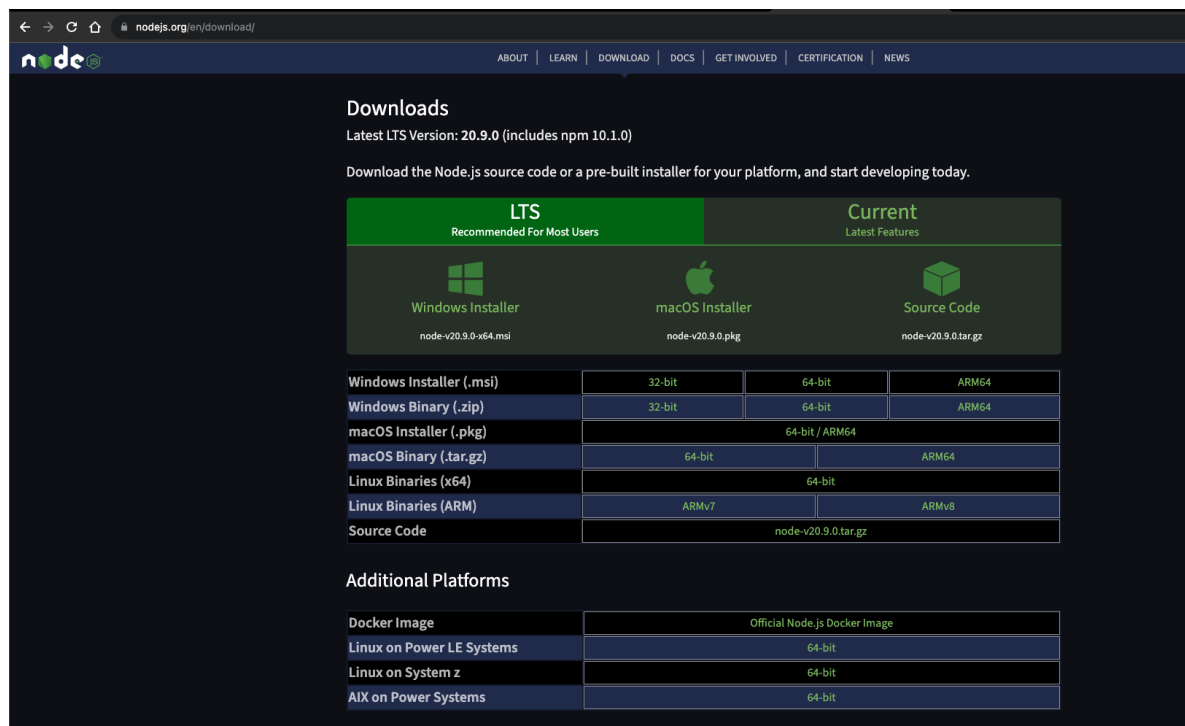 nodejs.org/en/download/
node JS
ABOUT | LEARN | DOWNLOAD | DOCS | GET INVOLVED | CERTIFICATION | NEWS
Downloads
Latest LTS Version: 20.9.0 (includes npm 10.1.0)
Download the Node.js source code or a pre-built installer for your platform, and start developing today.
LTS Current
Recommended For Most Users Latest Features
Windows Installer macOS Installer Source Code
node-v20.9.0-x64.msi node-v20.9.0.pkg node-v20.9.0.tar.gz
Windows Installer (.msi) 32-bit 64-bit ARM64
Windows Binary (.zip) 32-bit 64-bit ARM64
macOS Installer (.pkg) 64-bit / ARM64
macOS Binary (.tar.gz) 64-bit ARM64
Linux Binaries (x64) 64-bit
Linux Binaries (ARM) ARMv7 ARMv8
Source Code node-v20.9.0.tar.gz
Additional Platforms
Docker Image Official Node.js Docker Image
Linux on Power LE Systems 64-bit
Linux on System z 64-bit
AIX on Power Systems 64-bit